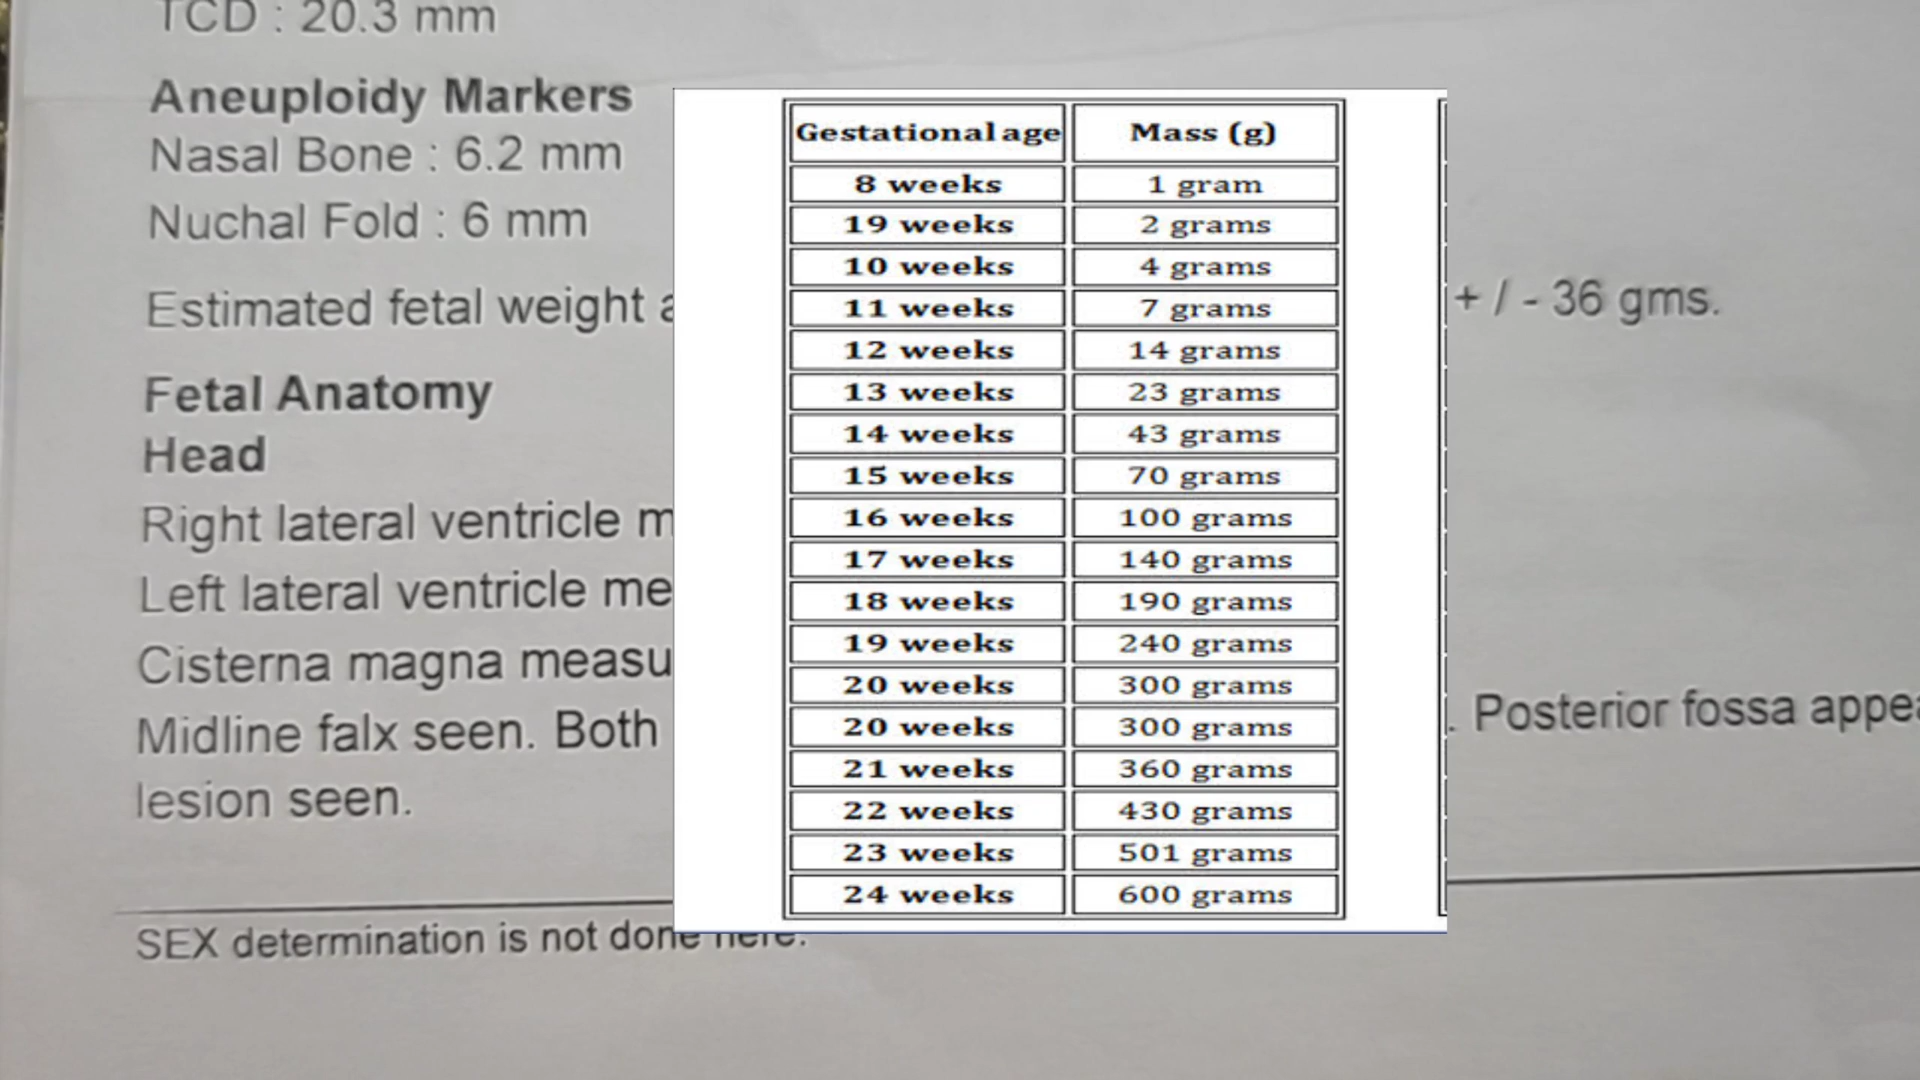 TCD : 20.3 mm
Aneuploidy Markers
Nasal Bone : 6.2 mm
Nuchal Fold : 6 mm
Estimated fetal weight a
+ / - 36 gms.
Fetal Anatomy
Head
Right lateral ventricle m
Left lateral ventricle me
Cisterna magna measu
Midline falx seen. Both
. Posterior fossa appea
lesion seen.
SEX determination is not done here.
Gestational age Mass (g)
8 weeks 1 gram
19 weeks 2 grams
10 weeks 4 grams
11 weeks 7 grams
12 weeks 14 grams
13 weeks 23 grams
14 weeks 43 grams
15 weeks 70 grams
16 weeks 100 grams
17 weeks 140 grams
18 weeks 190 grams
19 weeks 240 grams
20 weeks 300 grams
20 weeks 300 grams
21 weeks 360 grams
22 weeks 430 grams
23 weeks 501 grams
24 weeks 600 grams